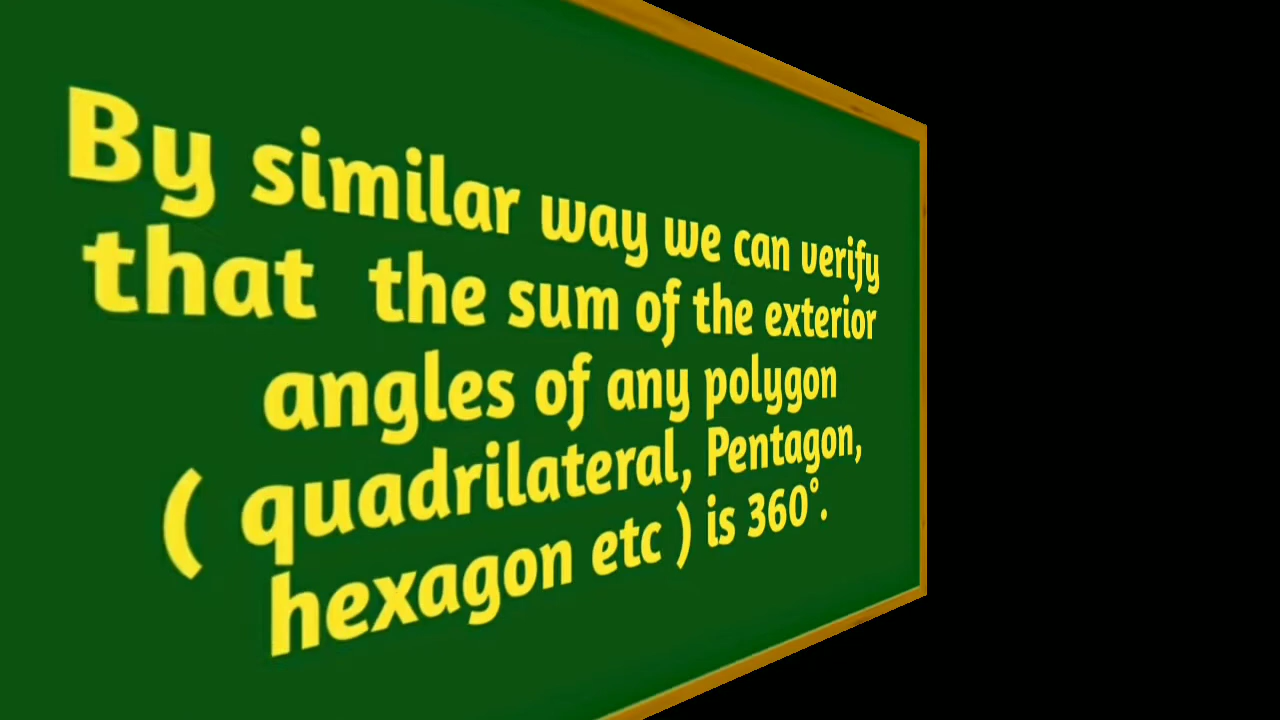 By similar way we can verify
that the sum of the exterior
angles of any polygon
( quadrilateral, Pentagon,
hexagon etc ) is 360°.